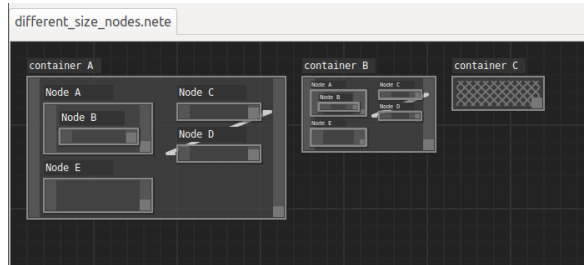 different_size_nodes.nete
container A
Node A
Node B
Node C
Node D
Node E
container B
Node A
Node B
Node C
Node D
Node E
container C